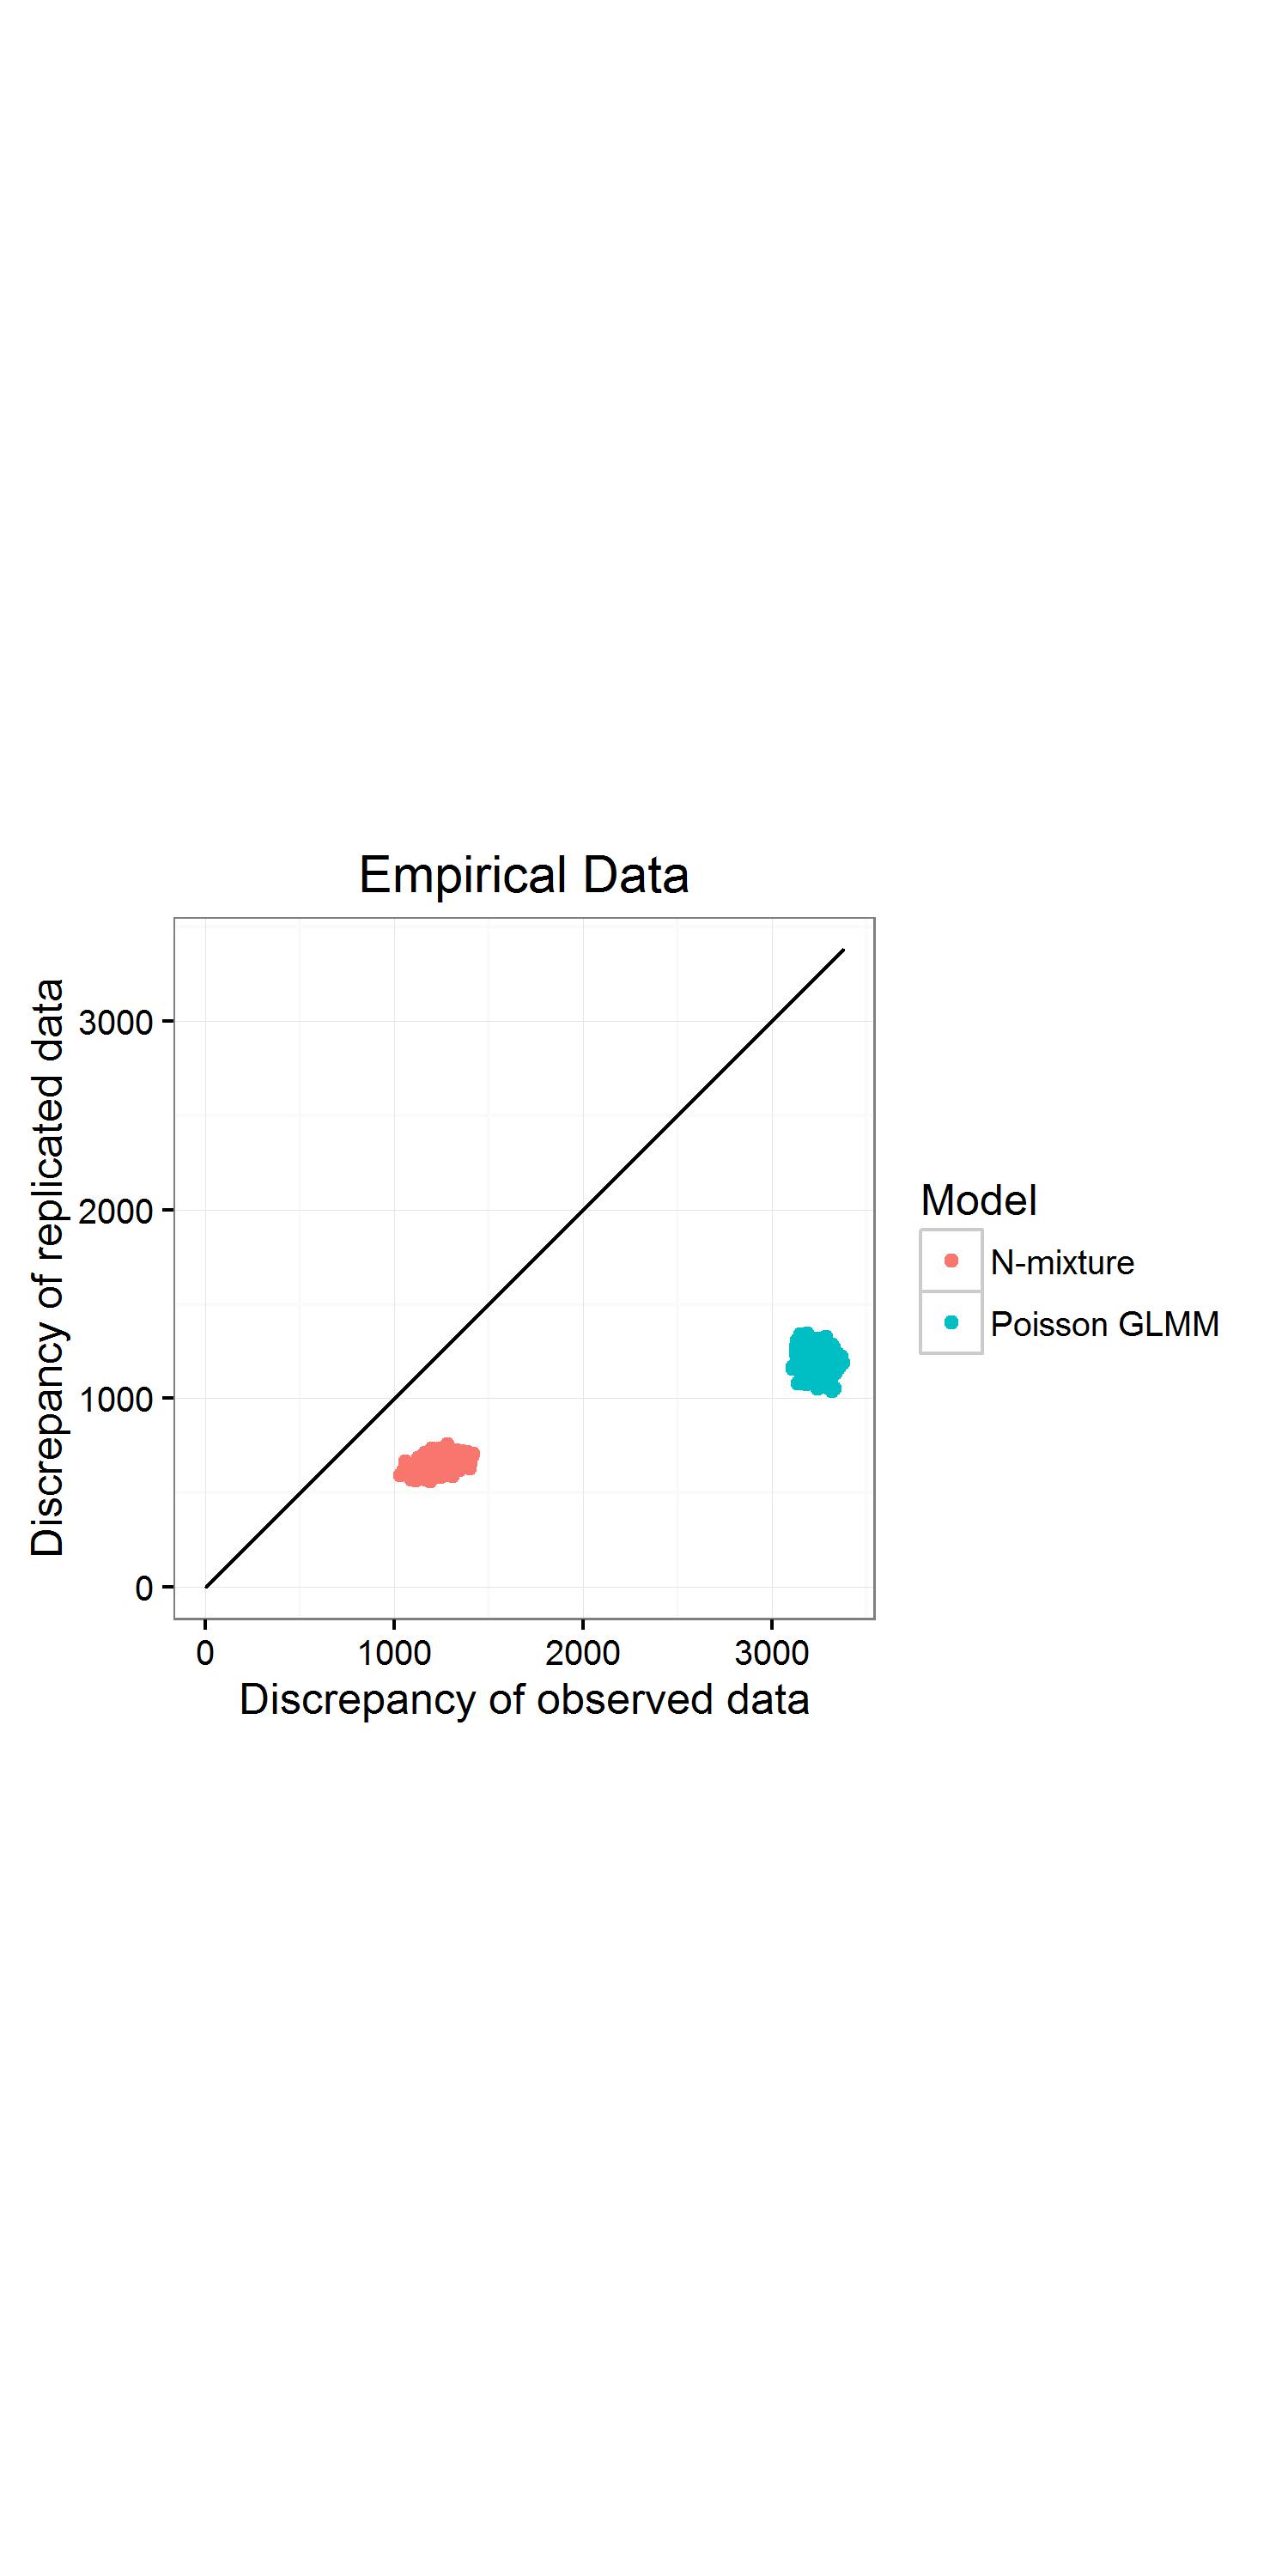 Empirical Data
Discrepancy of replicated data
3000
2000
1000
0
0 1000 2000 3000
Discrepancy of observed data
Model
N-mixture
Poisson GLMM